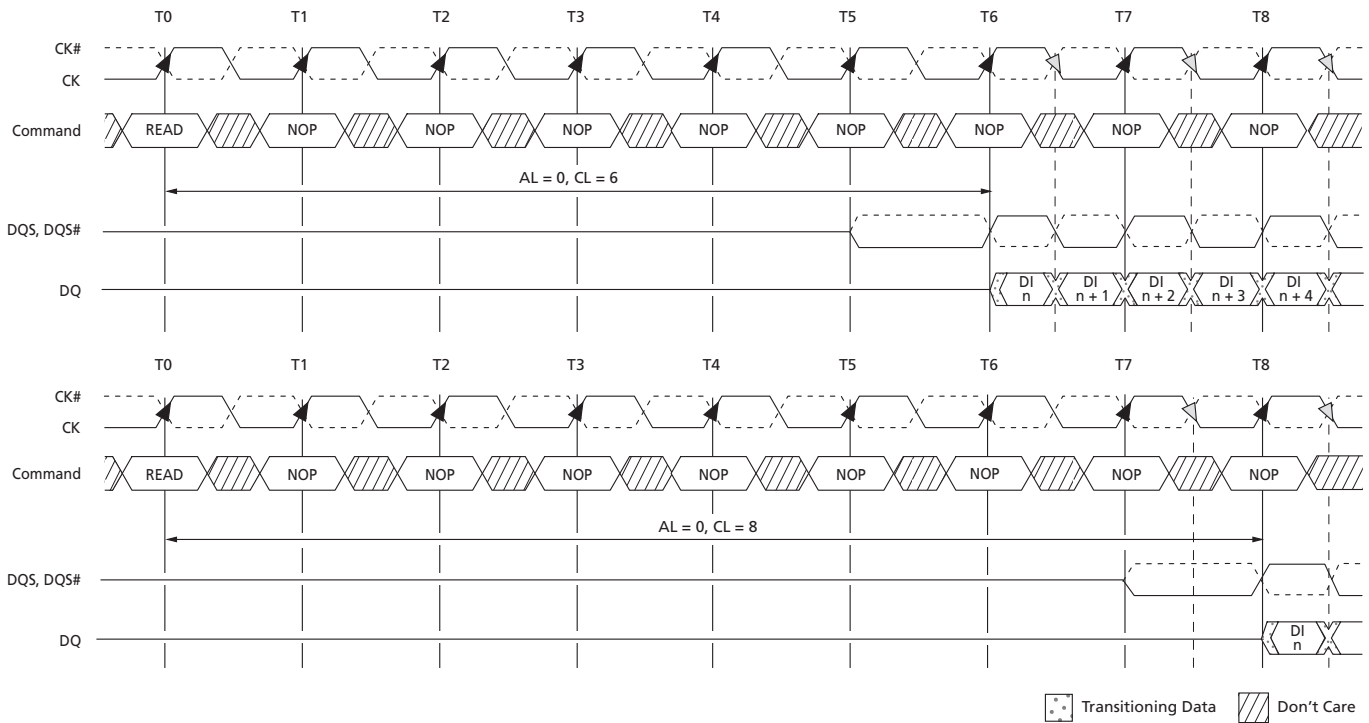 T0 T1 T2 T3 T4 T5 T6 T7 T8
CK#
CK
Command READ NOP NOP NOP NOP NOP NOP NOP NOP
AL = 0, CL = 6
DQS, DQS#
DQ DI n DI n + 1 DI n + 2 DI n + 3 DI n + 4
T0 T1 T2 T3 T4 T5 T6 T7 T8
CK#
CK
Command READ NOP NOP NOP NOP NOP NOP NOP NOP
AL = 0, CL = 8
DQS, DQS#
DQ DI n
Transitioning Data Don't Care